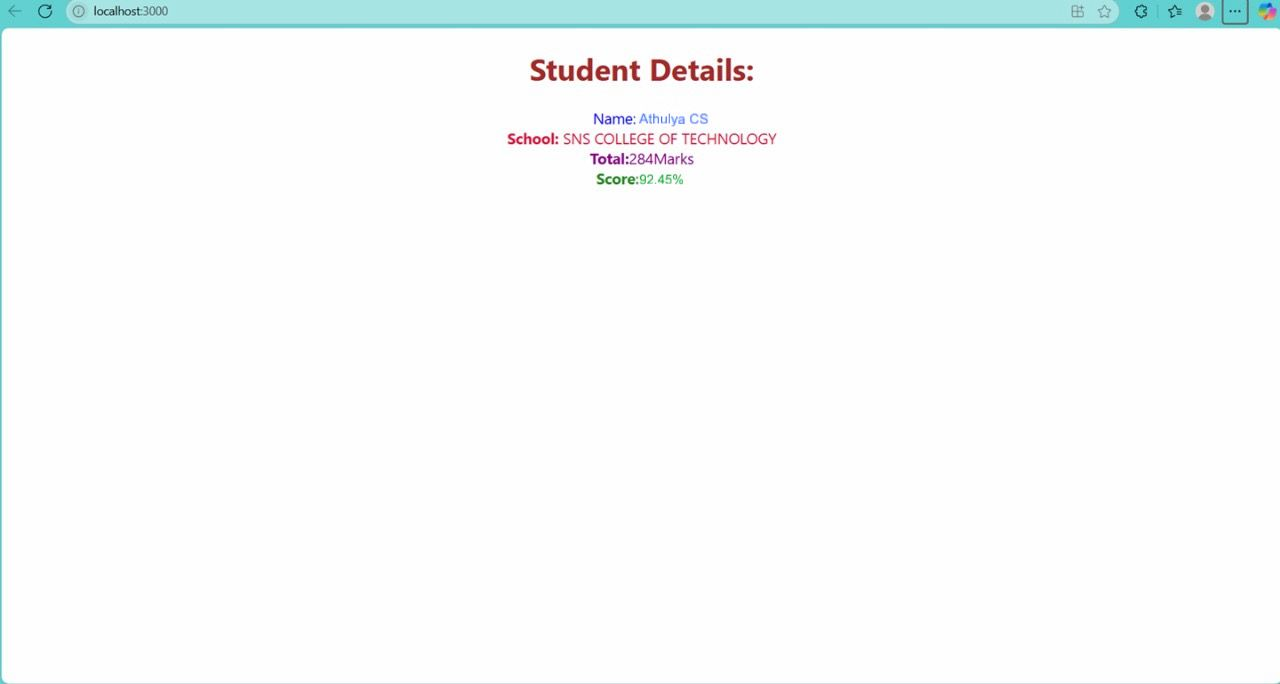 localhost:3000
Student Details:
Name: Athulya CS
School: SNS COLLEGE OF TECHNOLOGY
Total:284Marks
Score:92.45%